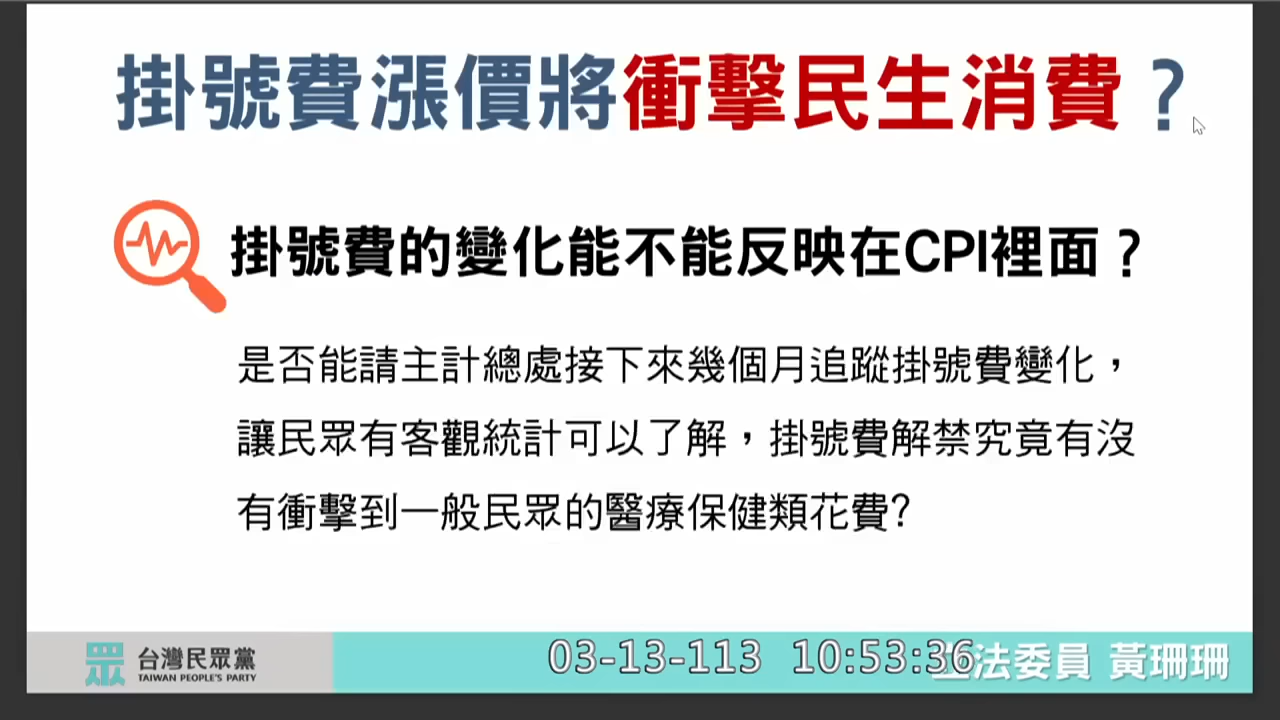 掛號費漲價將衝擊民生消費？
掛號費的變化能不能反映在CPI裡面？
是否能請主計總處接下來幾個月追蹤掛號費變化，
讓民眾有客觀統計可以了解，掛號費解禁究竟有沒
有衝擊到一般民眾的醫療保健類花費?
眾 台灣民眾黨
TAIWAN PEOPLE'S PARTY
03-13-113 10:53:36
法委員 黃珊珊